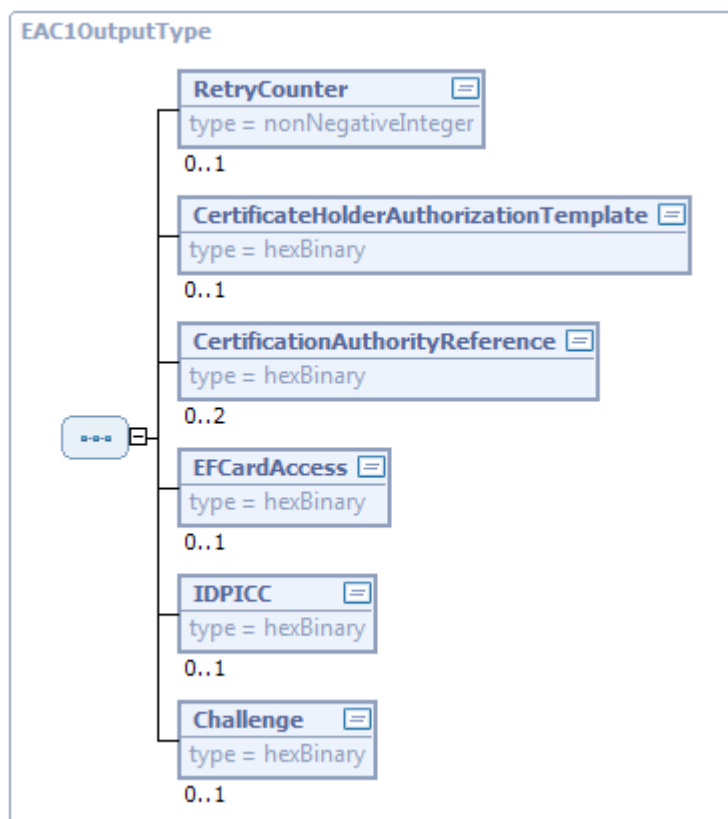 EAC1OutputType
RetryCounter
type = nonNegativeInteger
0..1
CertificateHolderAuthorizationTemplate
type = hexBinary
0..1
CertificationAuthorityReference
type = hexBinary
0..2
EFCardAccess
type = hexBinary
0..1
IDPICC
type = hexBinary
0..1
Challenge
type = hexBinary
0..1